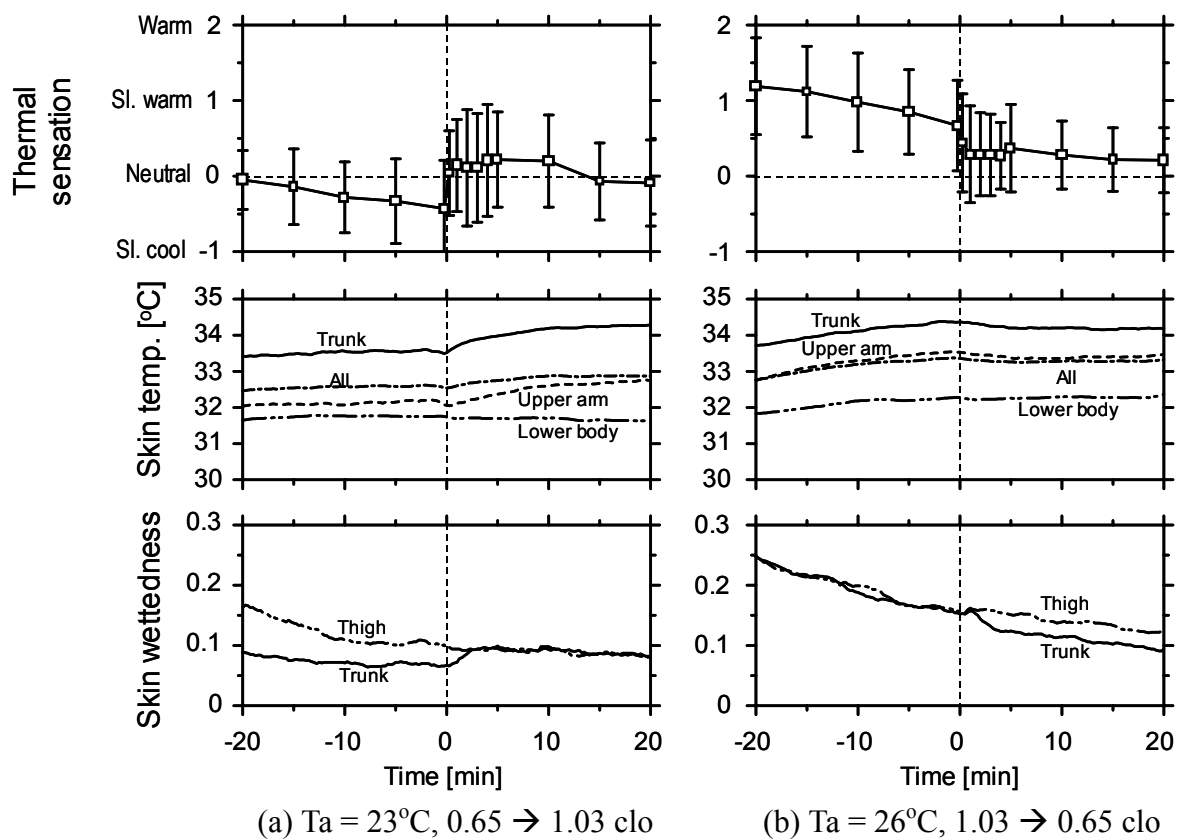 Thermal
sensation
Warm
Sl. warm
Neutral
Sl. cool
2
1
0
-1
2
1
0
-1
Skin temp. [°C]
35
34
33
32
31
30
Trunk
All
Upper arm
Lower body
35
34
33
32
31
30
Trunk
Upper arm
All
Lower body
Skin wettedness
0.3
0.2
0.1
0
Thigh
Trunk
-20 -10 0 10 20
Time [min]
0.3
0.2
0.1
0
Thigh
Trunk
-20 -10 0 10 20
Time [min]
(a) Ta = 23°C, 0.65 → 1.03 clo
(b) Ta = 26°C, 1.03 → 0.65 clo